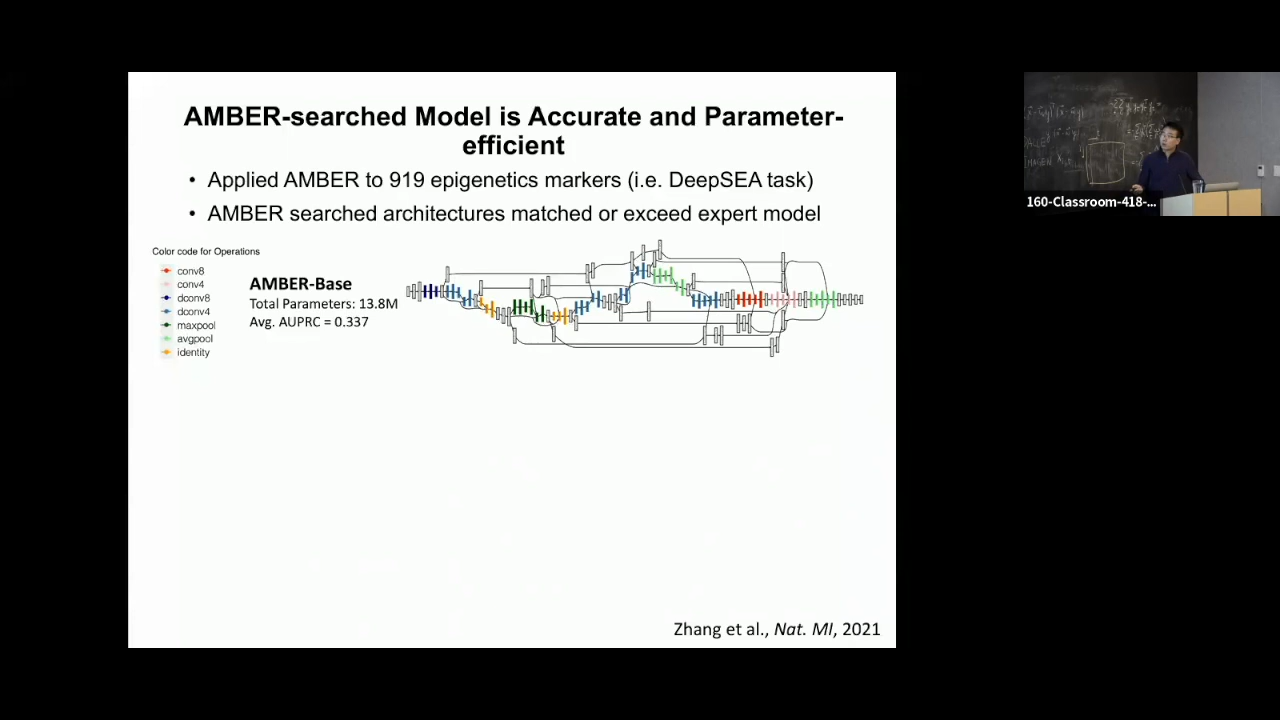 AMBER-searched Model is Accurate and Parameter-
efficient
• Applied AMBER to 919 epigenetics markers (i.e. DeepSEA task)
• AMBER searched architectures matched or exceed expert model
Color code for Operations
conv8
conv4
dconv8
dconv4
maxpool
avgpool
identity
AMBER-Base
Total Parameters: 13.8M
Avg. AUPRC = 0.337
Zhang et al., Nat. MI, 2021
160-Classroom-418-...